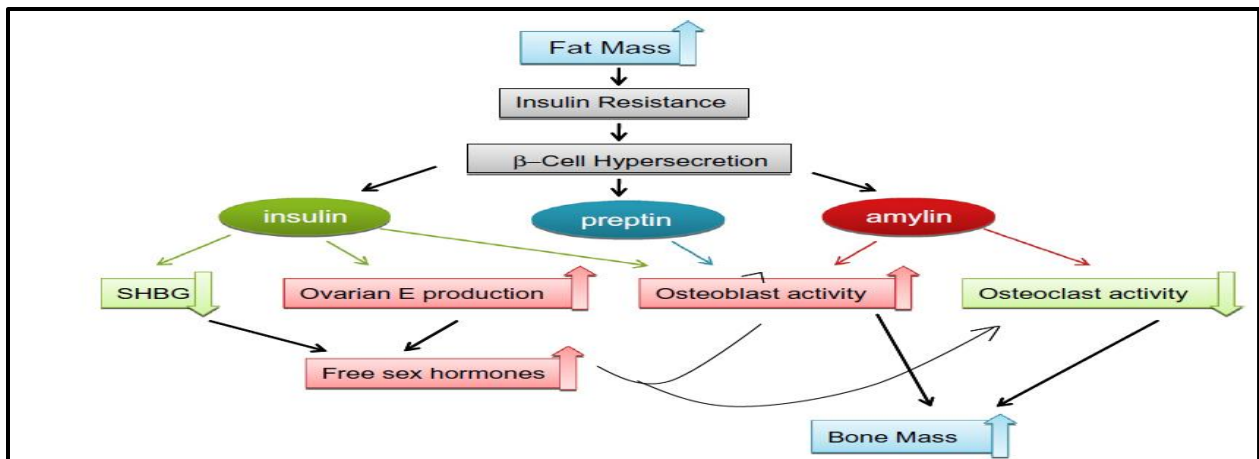 Fat Mass
Insulin Resistance
β–Cell Hypersecretion
insulin
preptin
amylin
SHBG
Ovarian E production
Osteoblast activity
Osteoclast activity
Free sex hormones
Bone Mass